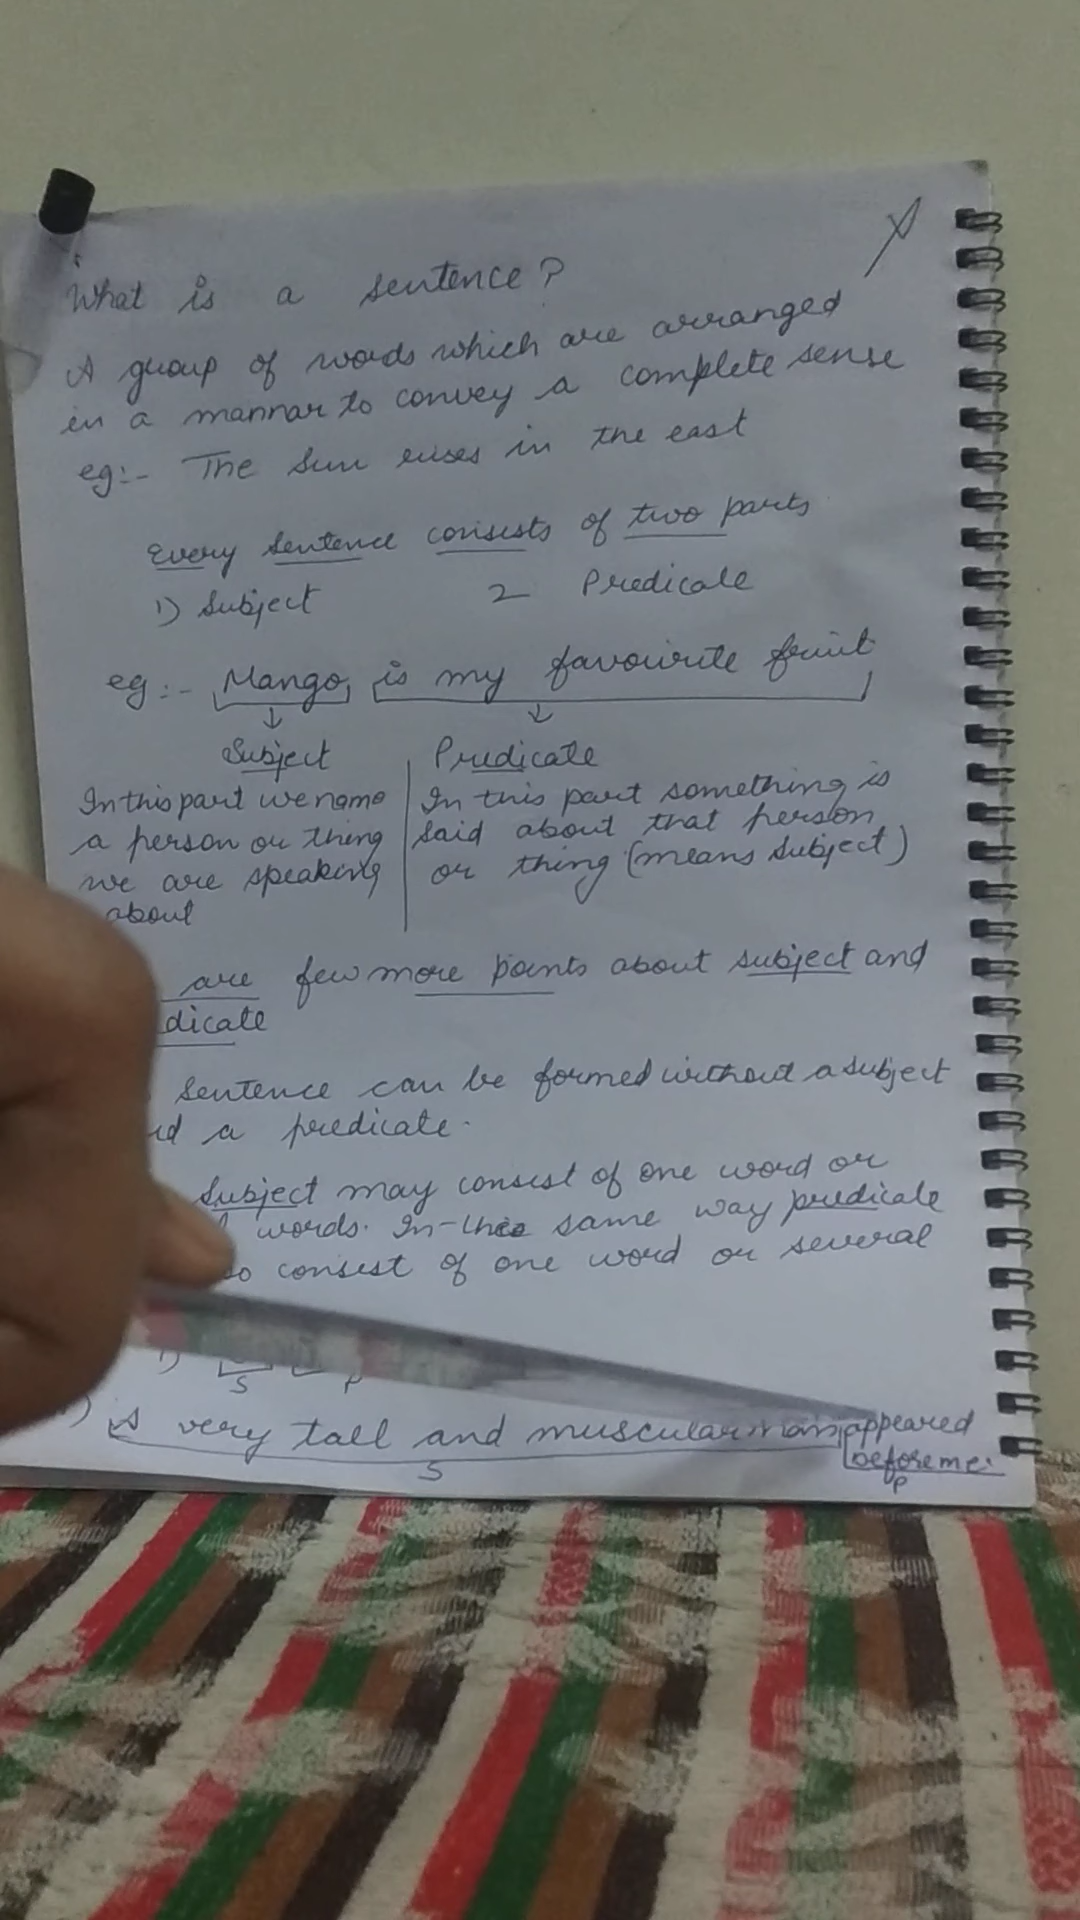 What is a sentence?
A group of words which are arranged
in a mannar to convey a complete sense
eg:- The Sun rises in the east
Every sentence consists of two parts
1) Subject 2 Predicate
eg:- Mango is my favourite fruit
Subject Predicate
In this part we name In this part something is
a person or thing said about that person
we are speaking or thing (means subject)
about
are few more points about subject and
dicate
sentence can be formed without a subject
a predicate.
Subject may consist of one word or
words. In-the same way predicate
so consist of one word or several
1)
S P
) A very tall and muscular man appeared
before me.
S P